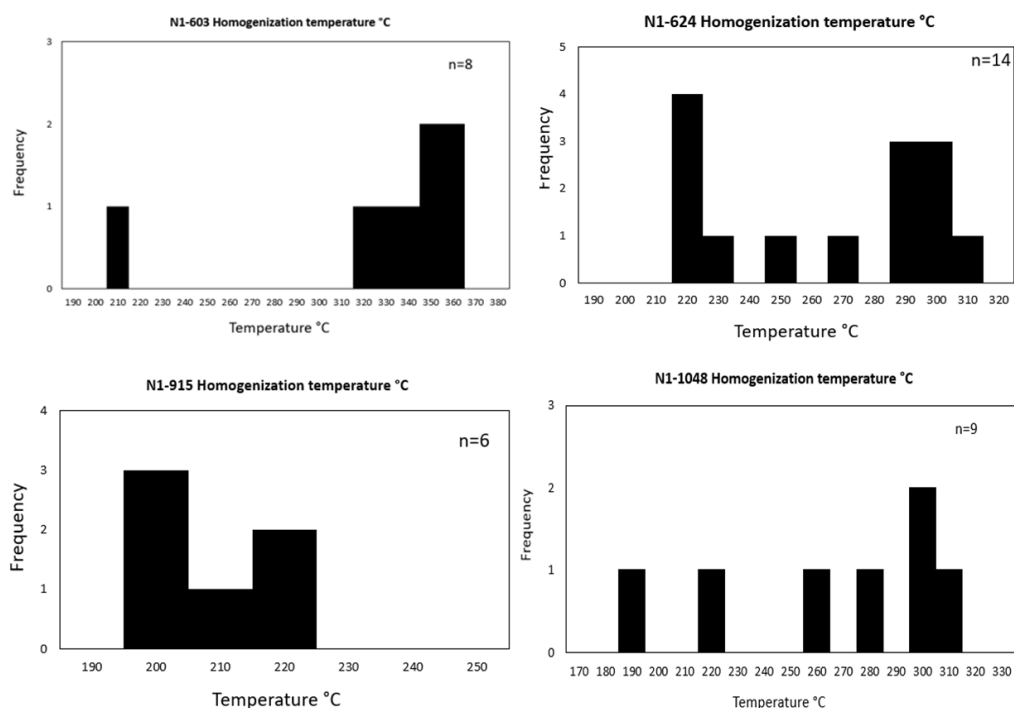 N1-603 Homogenization temperature °C
3
n=8
2
Frequency
1
0
190 200 210 220 230 240 250 260 270 280 290 300 310 320 330 340 350 360 370 380
Temperature °C
N1-624 Homogenization temperature °C
5
n=14
4
3
Frequency
2
1
0
190 200 210 220 230 240 250 260 270 280 290 300 310 320
Temperature °C
N1-915 Homogenization temperature °C
4
n=6
3
Frequency
2
1
0
190 200 210 220 230 240 250
Temperature °C
N1-1048 Homogenization temperature °C
3
n=9
2
Frequency
1
0
170 180 190 200 210 220 230 240 250 260 270 280 290 300 310 320 330
Temperature °C